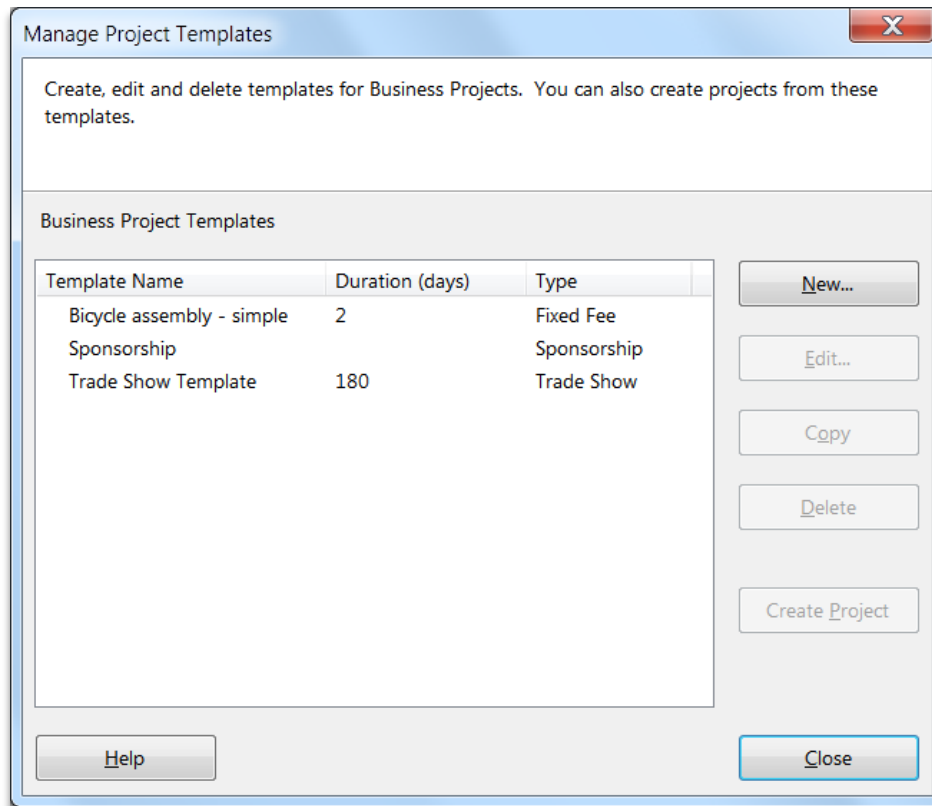 Manage Project Templates
X
Create, edit and delete templates for Business Projects.  You can also create projects from these
templates.
Business Project Templates
Template Name Duration (days) Type
Bicycle assembly - simple 2 Fixed Fee
Sponsorship Sponsorship
Trade Show Template 180 Trade Show
New...
Edit...
Copy
Delete
Create Project
Help
Close